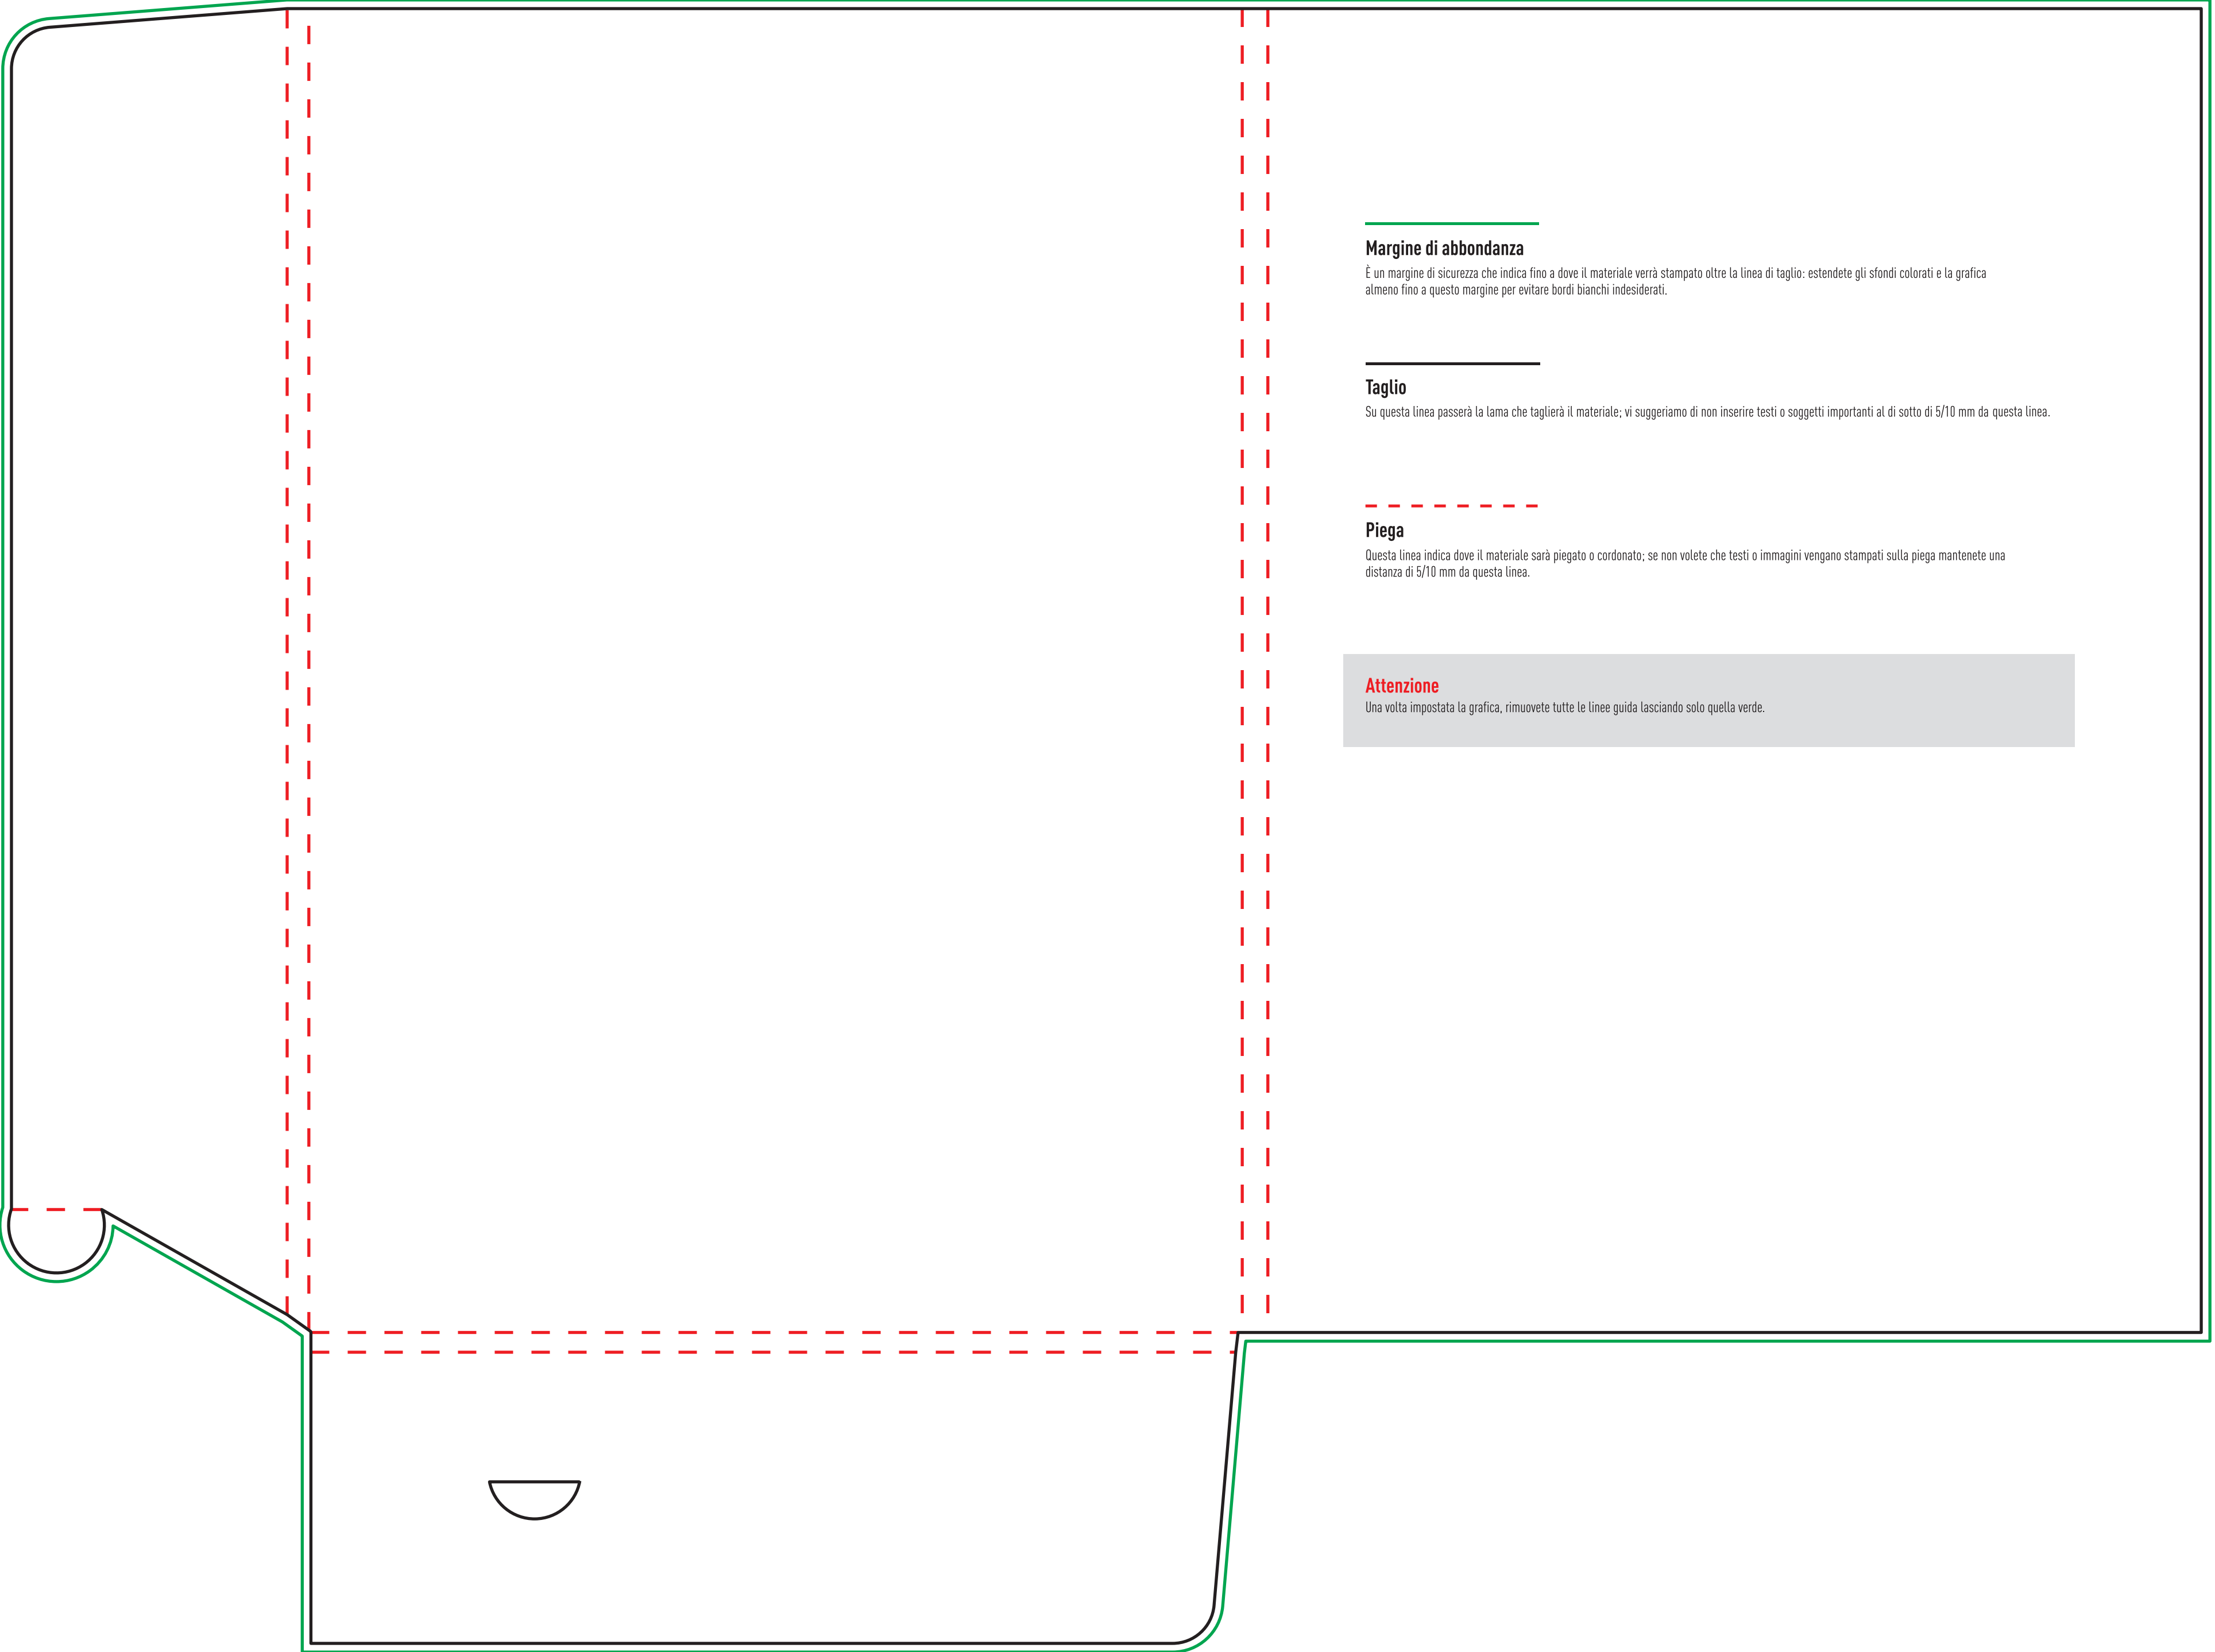 Margine di abbondanza
È un margine di sicurezza che indica fino a dove il materiale verrà stampato oltre la linea di taglio: estendete gli sfondi colorati e la grafica
almeno fino a questo margine per evitare bordi bianchi indesiderati.
Taglio
Su questa linea passerà la lama che taglierà il materiale; vi suggeriamo di non inserire testi o soggetti importanti al di sotto di 5/10 mm da questa linea.
Piega
Questa linea indica dove il materiale sarà piegato o cordonato; se non volete che testi o immagini vengano stampati sulla piega mantenete una
distanza di 5/10 mm da questa linea.
Attenzione
Una volta impostata la grafica, rimuovete tutte le linee guida lasciando solo quella verde.